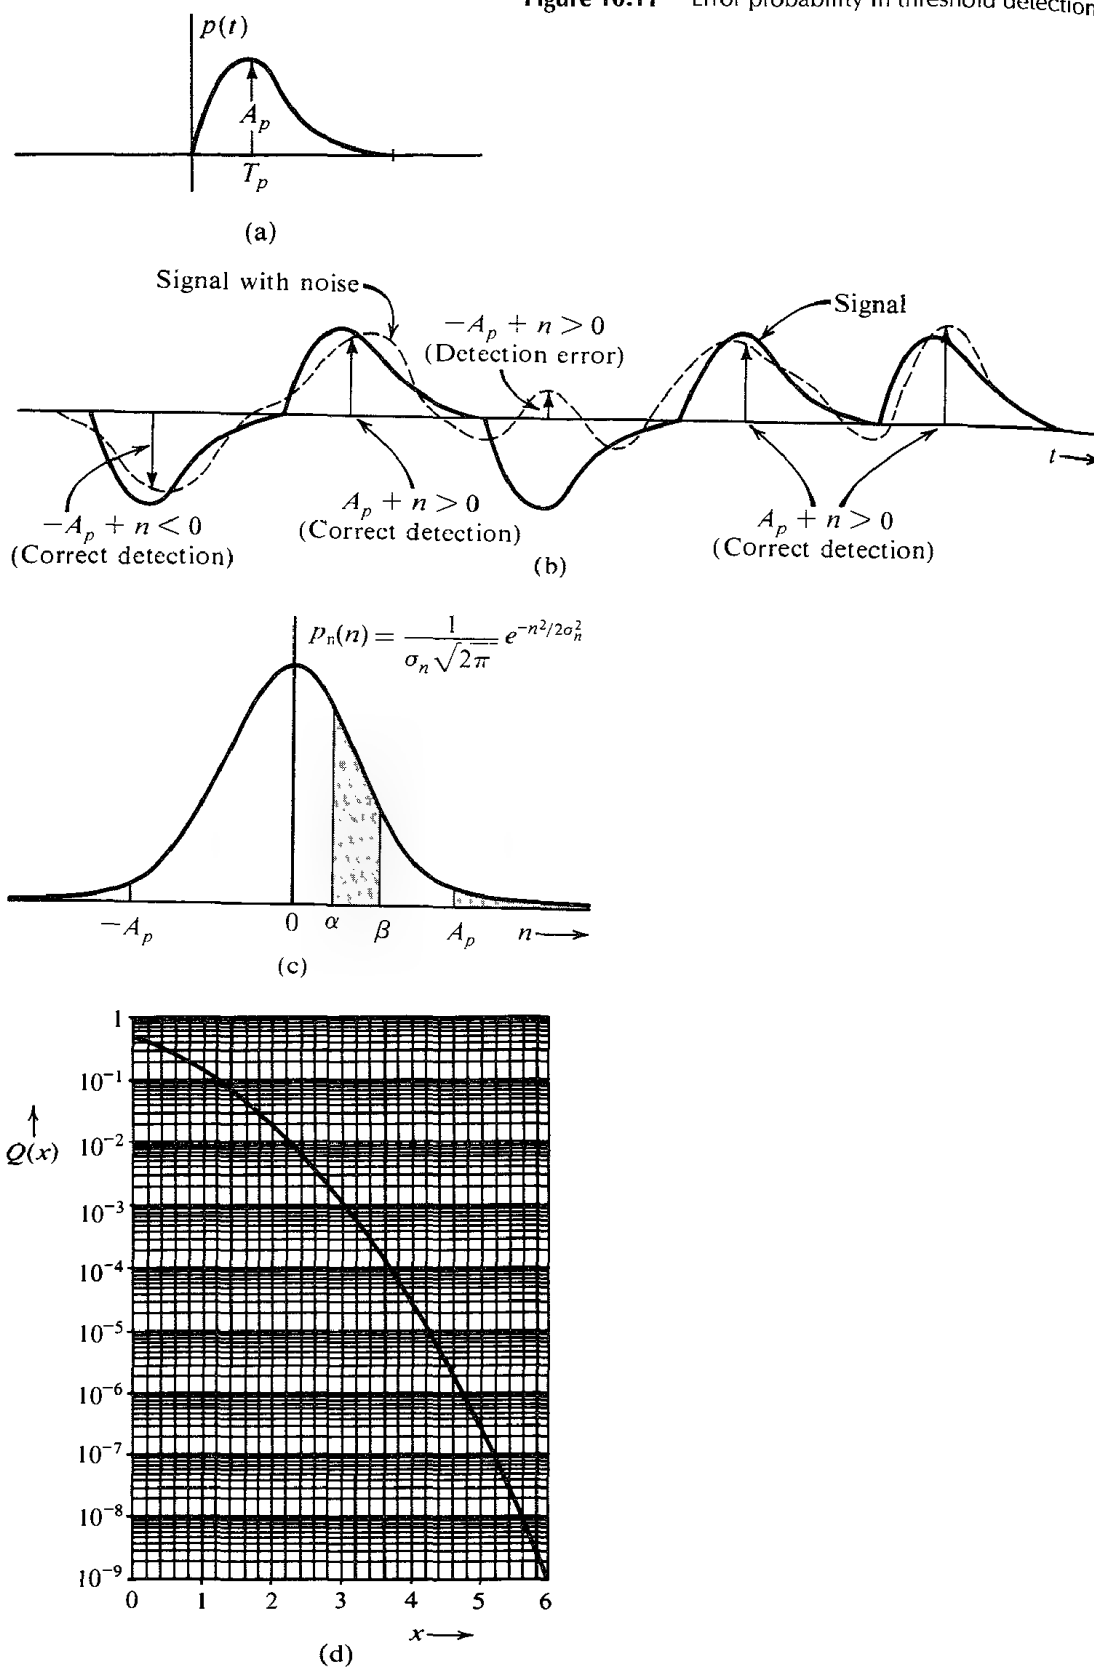 Figure 10.17 Error probability in threshold detection
p(t)
A_p
T_p
(a)
Signal with noise
−A_p + n > 0
(Detection error)
Signal
t
−A_p + n < 0
(Correct detection)
A_p + n > 0
(Correct detection)
A_p + n > 0
(Correct detection)
(b)
p_n(n) = 1/(σ_n √2π) e^{−n²/2σ_n²}
−A_p 0 α β A_p n
(c)
1
10⁻¹
10⁻²
Q(x)
10⁻³
10⁻⁴
10⁻⁵
10⁻⁶
10⁻⁷
10⁻⁸
10⁻⁹
0 1 2 3 4 5 6
x
(d)